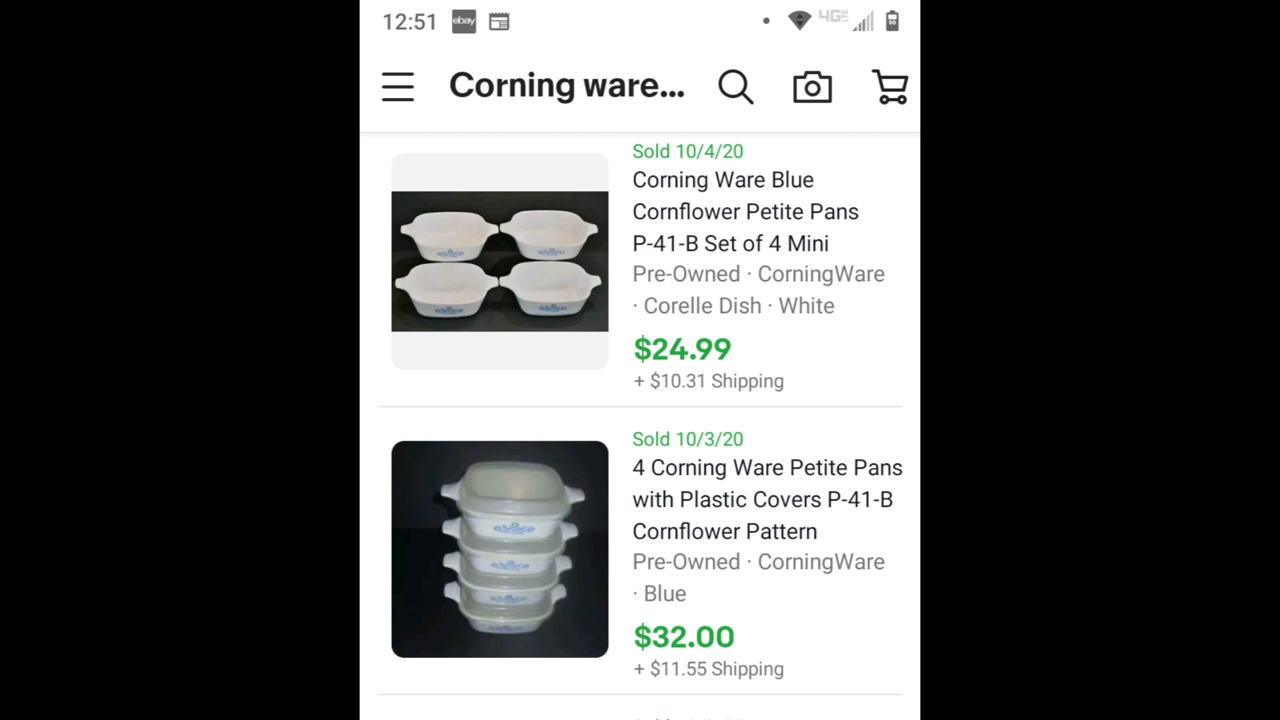 12:51 ebay 4G
Corning ware...
Sold 10/4/20
Corning Ware Blue
Cornflower Petite Pans
P-41-B Set of 4 Mini
Pre-Owned · CorningWare
· Corelle Dish · White
$24.99
+ $10.31 Shipping
Sold 10/3/20
4 Corning Ware Petite Pans
with Plastic Covers P-41-B
Cornflower Pattern
Pre-Owned · CorningWare
· Blue
$32.00
+ $11.55 Shipping